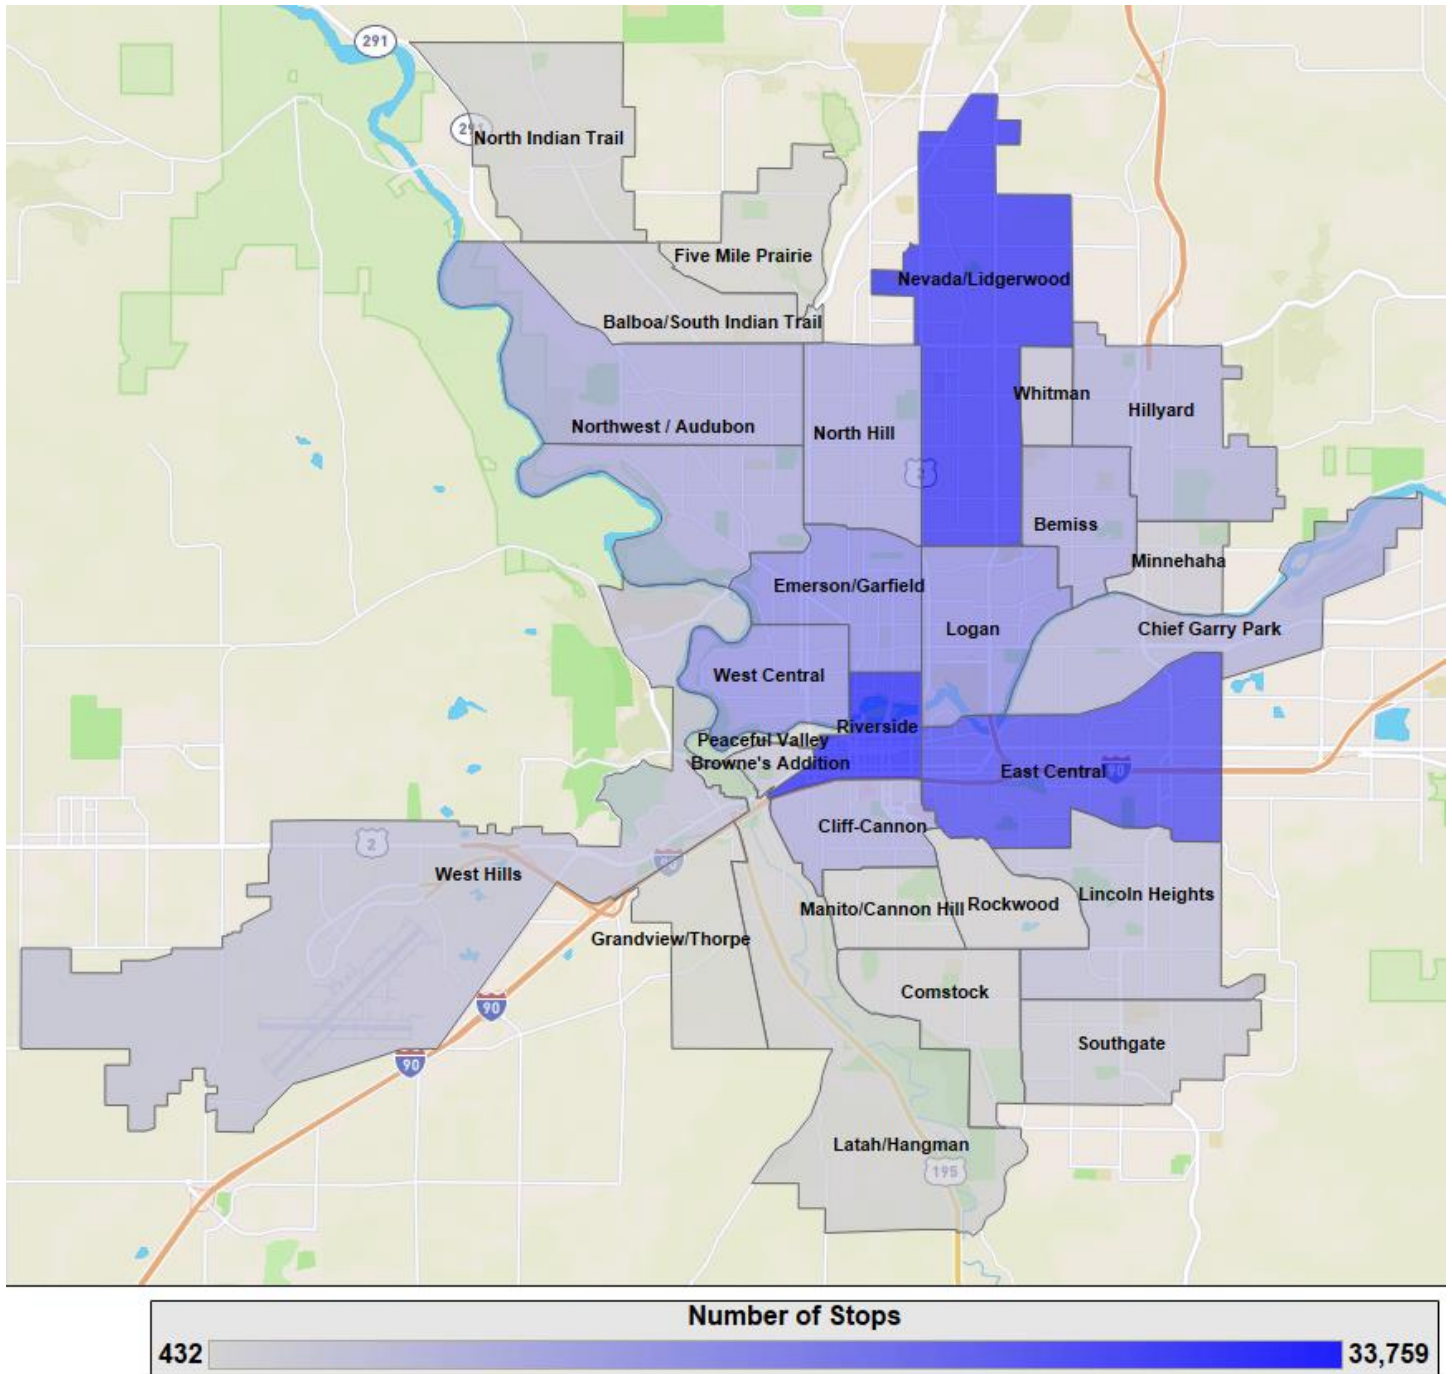 291
291
North Indian Trail
Five Mile Prairie
Nevada/Lidgerwood
Balboa/South Indian Trail
Whitman
Hillyard
Northwest / Audubon
North Hill
2
Bemiss
Minnehaha
Emerson/Garfield
Logan
Chief Garry Park
West Central
Riverside
Peaceful Valley
Browne's Addition
East Central
90
Cliff-Cannon
2
90
West Hills
Lincoln Heights
Manito/Cannon Hill
Rockwood
Grandview/Thorpe
Comstock
90
Southgate
90
Latah/Hangman
195
Number of Stops
432
33,759